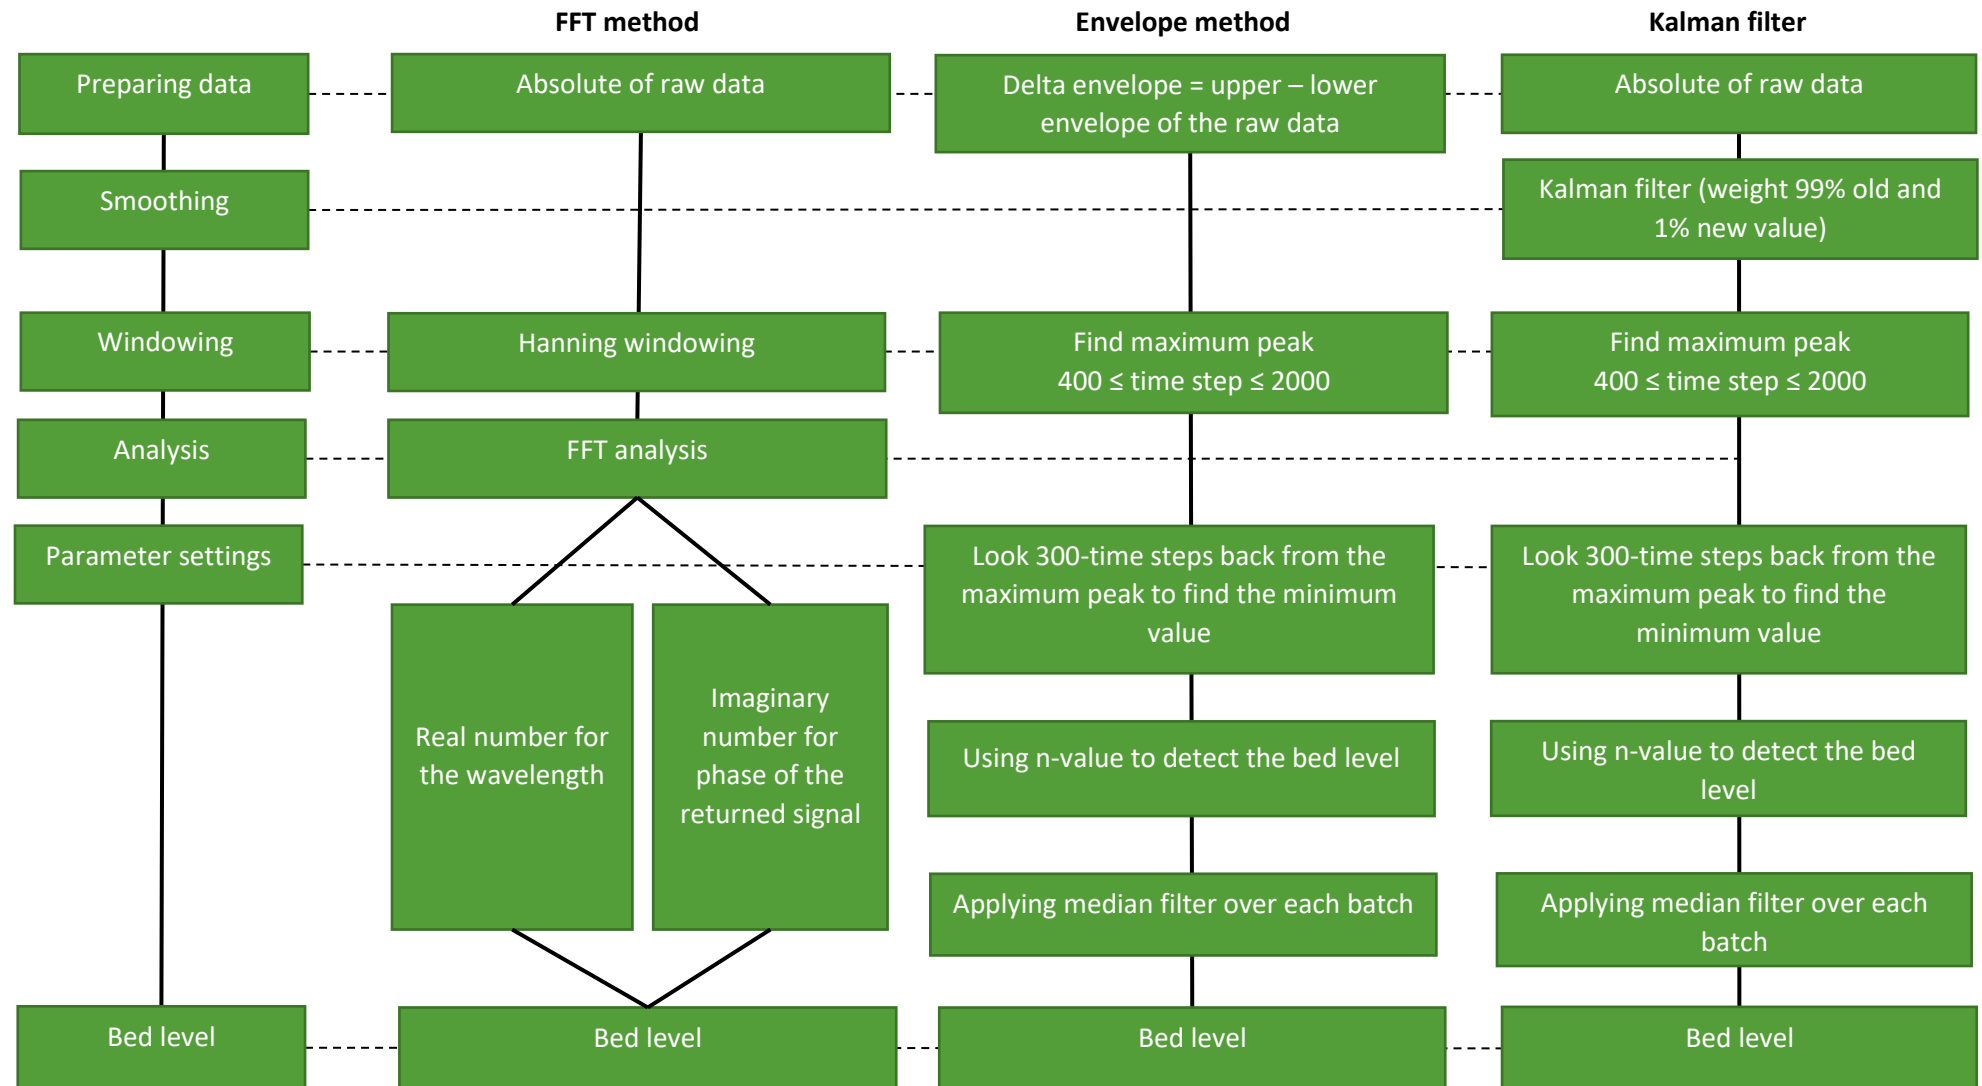 FFT method
Envelope method
Kalman filter
Preparing data
Absolute of raw data
Delta envelope = upper – lower
envelope of the raw data
Absolute of raw data
Smoothing
Kalman filter (weight 99% old and
1% new value)
Windowing
Hanning windowing
Find maximum peak
400 ≤ time step ≤ 2000
Find maximum peak
400 ≤ time step ≤ 2000
Analysis
FFT analysis
Parameter settings
Look 300-time steps back from the
maximum peak to find the minimum
value
Look 300-time steps back from the
maximum peak to find the
minimum value
Real number for
the wavelength
Imaginary
number for
phase of the
returned signal
Using n-value to detect the bed level
Using n-value to detect the bed
level
Applying median filter over each batch
Applying median filter over each
batch
Bed level
Bed level
Bed level
Bed level